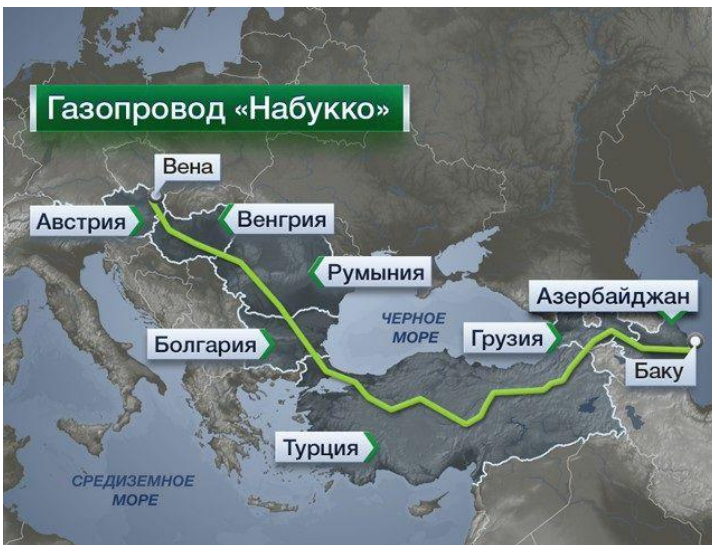 Газопровод «Набукко»
Вена
Австрия
Венгрия
Румыния
Азербайджан
ЧЕРНОЕ
МОРЕ
Грузия
Болгария
Баку
Турция
СРЕДИЗЕМНОЕ
МОРЕ